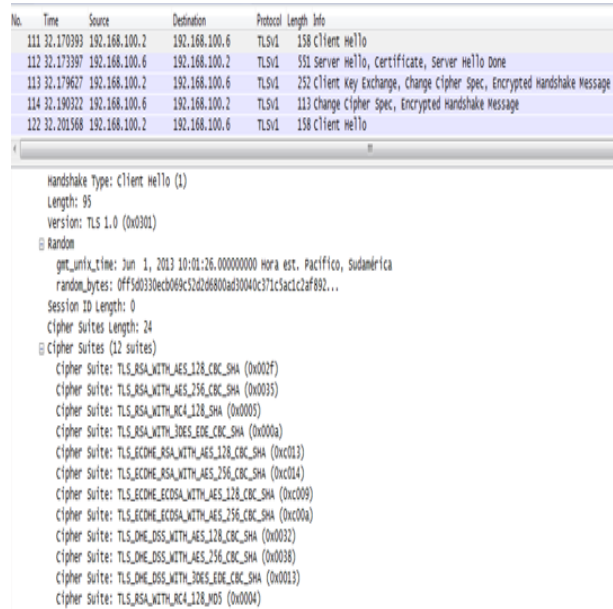 No. Time Source Destination Protocol Length Info
111 32.170393 192.168.100.2 192.168.100.6 TLSv1 158 Client Hello
112 32.173397 192.168.100.6 192.168.100.2 TLSv1 551 Server Hello, Certificate, Server Hello Done
113 32.179627 192.168.100.2 192.168.100.6 TLSv1 252 Client Key Exchange, Change Cipher Spec, Encrypted Handshake Message
114 32.190322 192.168.100.6 192.168.100.2 TLSv1 113 Change Cipher Spec, Encrypted Handshake Message
122 32.201568 192.168.100.2 192.168.100.6 TLSv1 158 Client Hello
Handshake Type: Client Hello (1)
Length: 95
Version: TLS 1.0 (0x0301)
Random
gmt_unix_time: Jun 1, 2013 10:01:26.000000000 Hora est. Pacífico, Sudamérica
random_bytes: 0ff5d0330ecb069c52d2d6800ad30040c371c5ac1c2af892...
Session ID Length: 0
Cipher Suites Length: 24
Cipher Suites (12 suites)
Cipher Suite: TLS_RSA_WITH_AES_128_CBC_SHA (0x002f)
Cipher Suite: TLS_RSA_WITH_AES_256_CBC_SHA (0x0035)
Cipher Suite: TLS_RSA_WITH_RC4_128_SHA (0x0005)
Cipher Suite: TLS_RSA_WITH_3DES_EDE_CBC_SHA (0x000a)
Cipher Suite: TLS_ECDHE_RSA_WITH_AES_128_CBC_SHA (0xc013)
Cipher Suite: TLS_ECDHE_RSA_WITH_AES_256_CBC_SHA (0xc014)
Cipher Suite: TLS_ECDHE_ECDSA_WITH_AES_128_CBC_SHA (0xc009)
Cipher Suite: TLS_ECDHE_ECDSA_WITH_AES_256_CBC_SHA (0xc00a)
Cipher Suite: TLS_DHE_DSS_WITH_AES_128_CBC_SHA (0x0032)
Cipher Suite: TLS_DHE_DSS_WITH_AES_256_CBC_SHA (0x0038)
Cipher Suite: TLS_DHE_DSS_WITH_3DES_EDE_CBC_SHA (0x0013)
Cipher Suite: TLS_RSA_WITH_RC4_128_MD5 (0x0004)